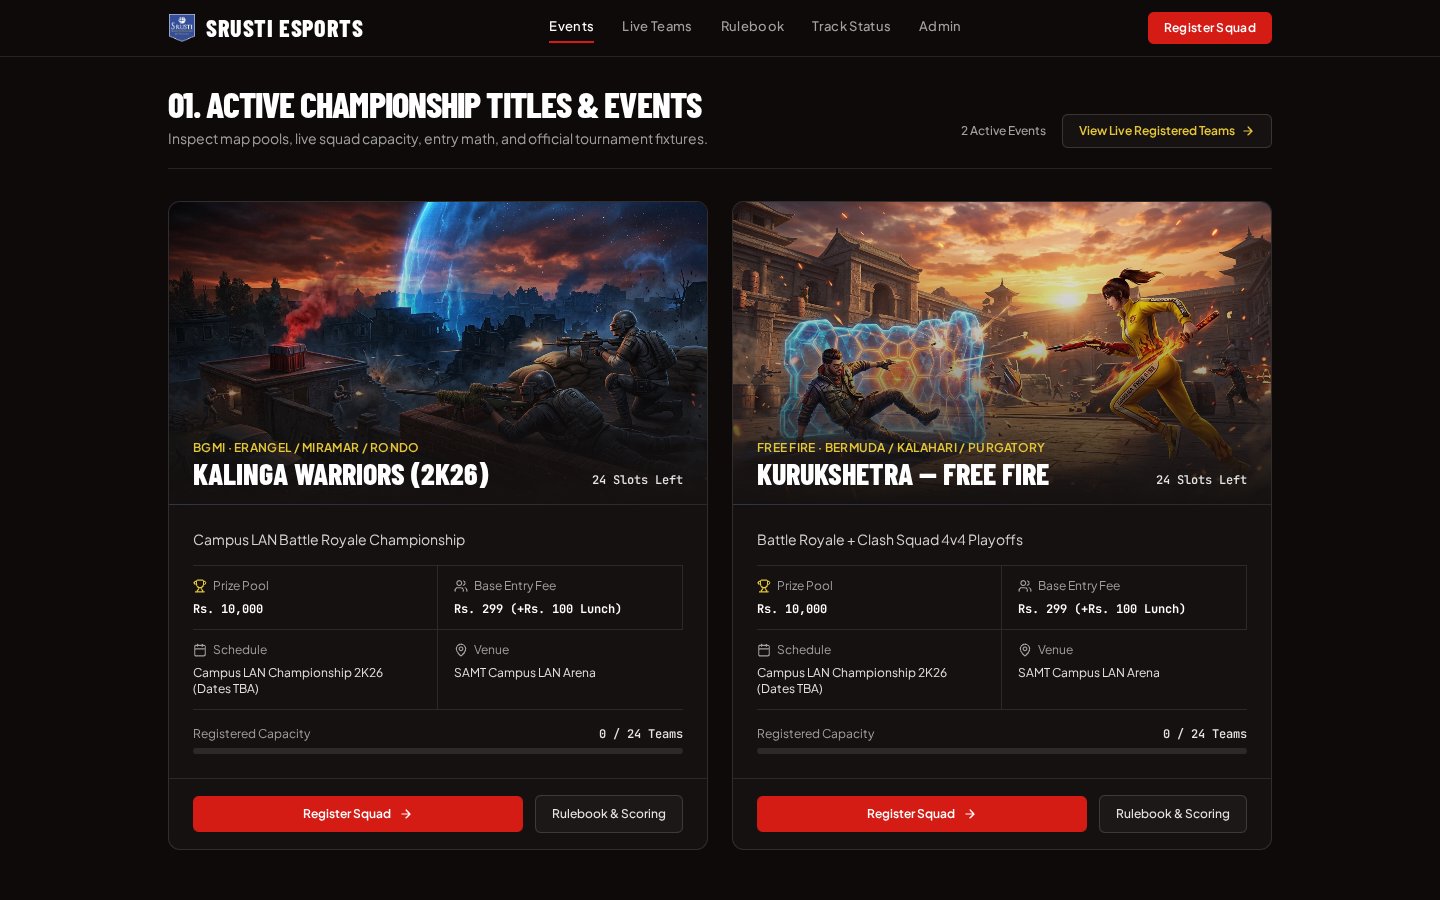 SRUSTI
SRUSTI ESPORTS
Events
Live Teams
Rulebook
Track Status
Admin
Register Squad
01. ACTIVE CHAMPIONSHIP TITLES & EVENTS
Inspect map pools, live squad capacity, entry math, and official tournament fixtures.
2 Active Events
View Live Registered Teams →
BGMI · ERANGEL / MIRAMAR / RONDO
KALINGA WARRIORS (2K26)
24 Slots Left
Campus LAN Battle Royale Championship
Prize Pool
Rs. 10,000
Base Entry Fee
Rs. 299 (+Rs. 100 Lunch)
Schedule
Campus LAN Championship 2K26
(Dates TBA)
Venue
SAMT Campus LAN Arena
Registered Capacity
0 / 24 Teams
Register Squad →
Rulebook & Scoring
FREE FIRE · BERMUDA / KALAHARI / PURGATORY
KURUKSHETRA — FREE FIRE
24 Slots Left
Battle Royale + Clash Squad 4v4 Playoffs
Prize Pool
Rs. 10,000
Base Entry Fee
Rs. 299 (+Rs. 100 Lunch)
Schedule
Campus LAN Championship 2K26
(Dates TBA)
Venue
SAMT Campus LAN Arena
Registered Capacity
0 / 24 Teams
Register Squad →
Rulebook & Scoring